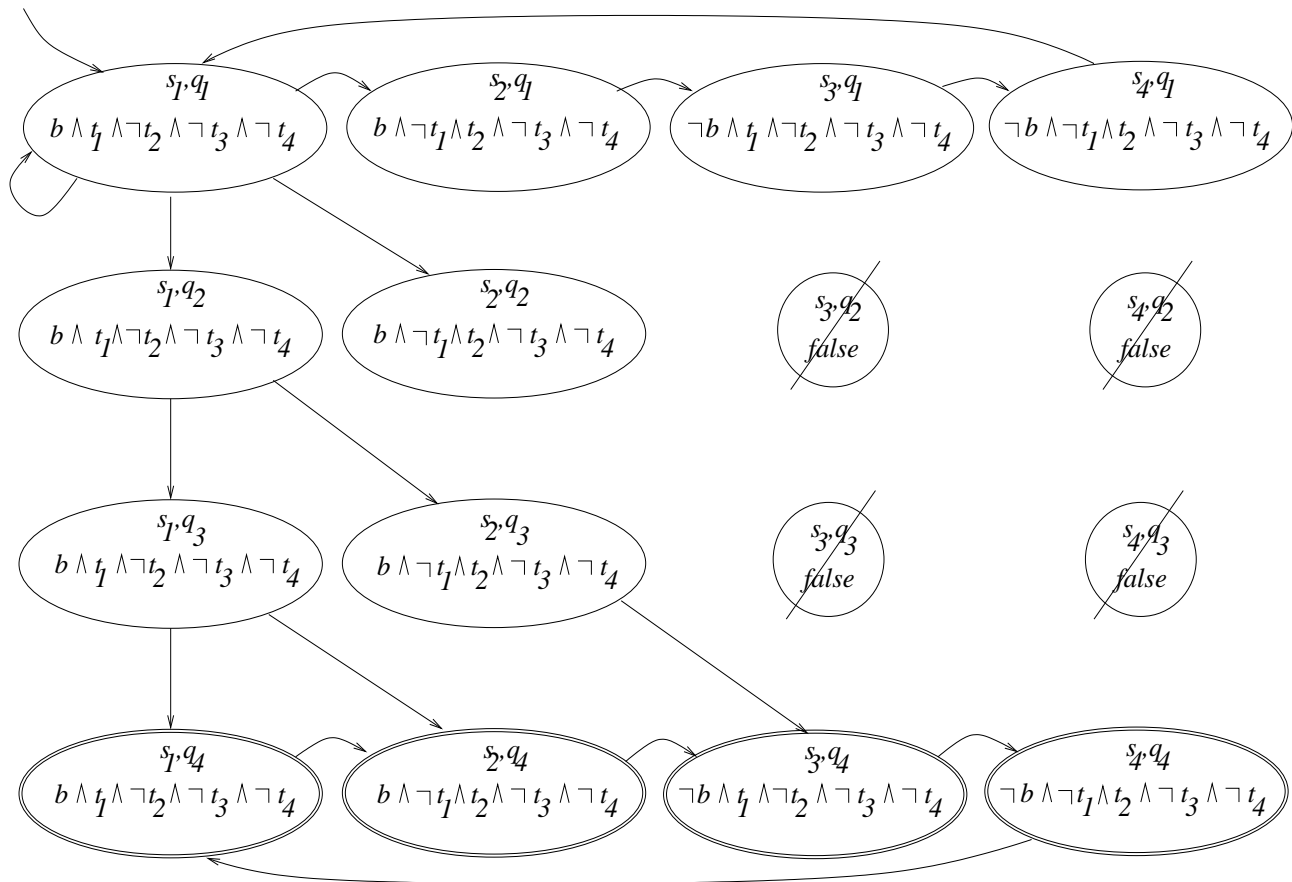 s1,q1
b ∧ t1 ∧ ¬t2 ∧ ¬t3 ∧ ¬t4
s2,q1
b ∧ ¬t1 ∧ t2 ∧ ¬t3 ∧ ¬t4
s3,q1
¬b ∧ t1 ∧ ¬t2 ∧ ¬t3 ∧ ¬t4
s4,q1
¬b ∧ ¬t1 ∧ t2 ∧ ¬t3 ∧ ¬t4
s1,q2
b ∧ t1 ∧ ¬t2 ∧ ¬t3 ∧ ¬t4
s2,q2
b ∧ ¬t1 ∧ t2 ∧ ¬t3 ∧ ¬t4
s3,q2
false
s4,q2
false
s1,q3
b ∧ t1 ∧ ¬t2 ∧ ¬t3 ∧ ¬t4
s2,q3
b ∧ ¬t1 ∧ t2 ∧ ¬t3 ∧ ¬t4
s3,q3
false
s4,q3
false
s1,q4
b ∧ t1 ∧ ¬t2 ∧ ¬t3 ∧ ¬t4
s2,q4
b ∧ ¬t1 ∧ t2 ∧ ¬t3 ∧ ¬t4
s3,q4
¬b ∧ t1 ∧ ¬t2 ∧ ¬t3 ∧ ¬t4
s4,q4
¬b ∧ ¬t1 ∧ t2 ∧ ¬t3 ∧ ¬t4